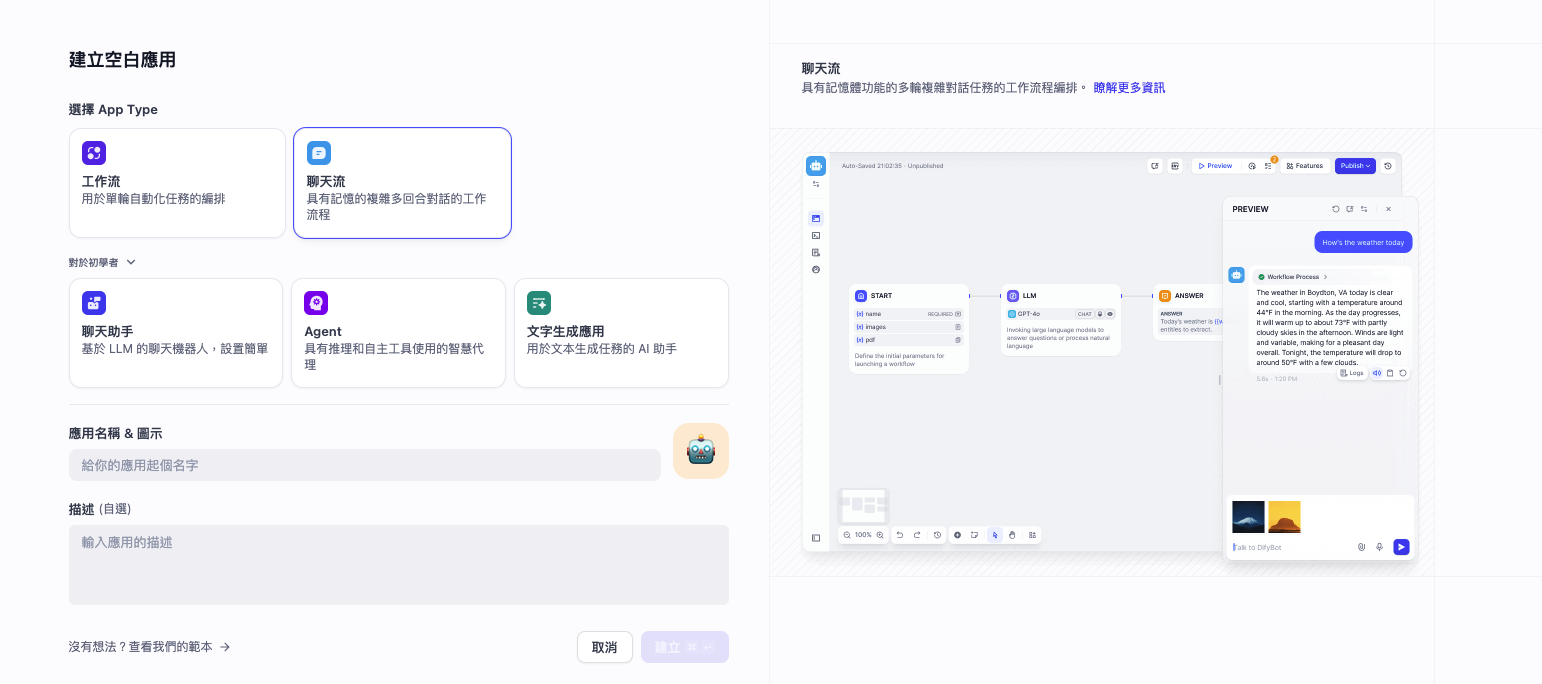 建立空白應用
選擇 App Type
工作流
用於單輪自動化任務的編排
聊天流
具有記憶的複雜多回合對話的工作
流程
對於初學者
聊天助手
基於 LLM 的聊天機器人，設置簡單
Agent
具有推理和自主工具使用的智慧代
理
文字生成應用
用於文本生成任務的 AI 助手
應用名稱 & 圖示
給你的應用起個名字
描述 (自選)
輸入應用的描述
沒有想法？查看我們的範本 →
取消
建立 ⌘ ↵
聊天流
具有記憶體功能的多輪複雜對話任務的工作流程編排。 瞭解更多資訊
Auto-Saved 21:02:35 · Unpublished
Preview
2
Features
Publish
START
{x} name
REQUIRED
{x} images
{x} pdf
Define the initial parameters for
launching a workflow
LLM
GPT-4o
CHAT
Invoking large language models to
answer questions or process natural
language
ANSWER
ANSWER
Today's weather is {{w
entities to extract.
100%
PREVIEW
How's the weather today
Workflow Process
The weather in Boydton, VA today is clear
and cool, starting with a temperature around
44°F in the morning. As the day progresses,
it will warm up to about 73°F with partly
cloudy skies in the afternoon. Winds are light
and variable, making for a pleasant day
overall. Tonight, the temperature will drop to
around 50°F with a few clouds.
Logs
5.6s · 1:20 PM
Talk to DifyBot